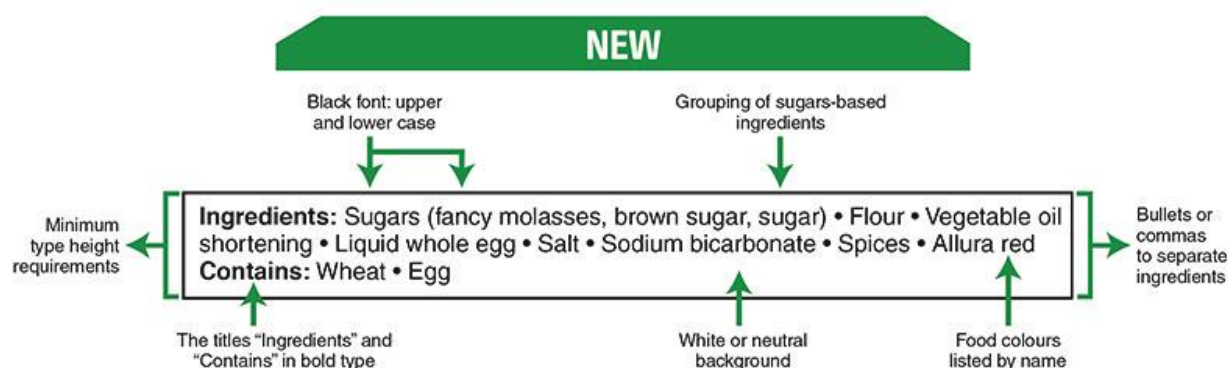 NEW
Black font: upper
and lower case
Grouping of sugars-based
ingredients
Minimum
type height
requirements
Ingredients: Sugars (fancy molasses, brown sugar, sugar) • Flour • Vegetable oil
shortening • Liquid whole egg • Salt • Sodium bicarbonate • Spices • Allura red
Contains: Wheat • Egg
Bullets or
commas
to separate
ingredients
The titles “Ingredients” and
“Contains” in bold type
White or neutral
background
Food colours
listed by name